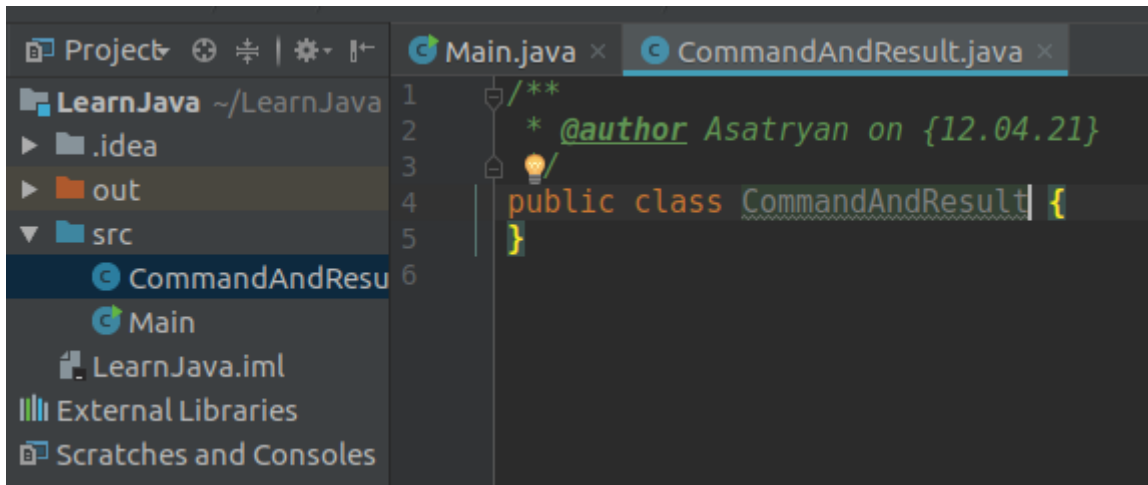 Project
Main.java
CommandAndResult.java
LearnJava ~/LearnJava
.idea
out
src
CommandAndResu
Main
LearnJava.iml
External Libraries
Scratches and Consoles
1 /**
2 * @author Asatryan on {12.04.21}
3 /
4 public class CommandAndResult {
5 }
6